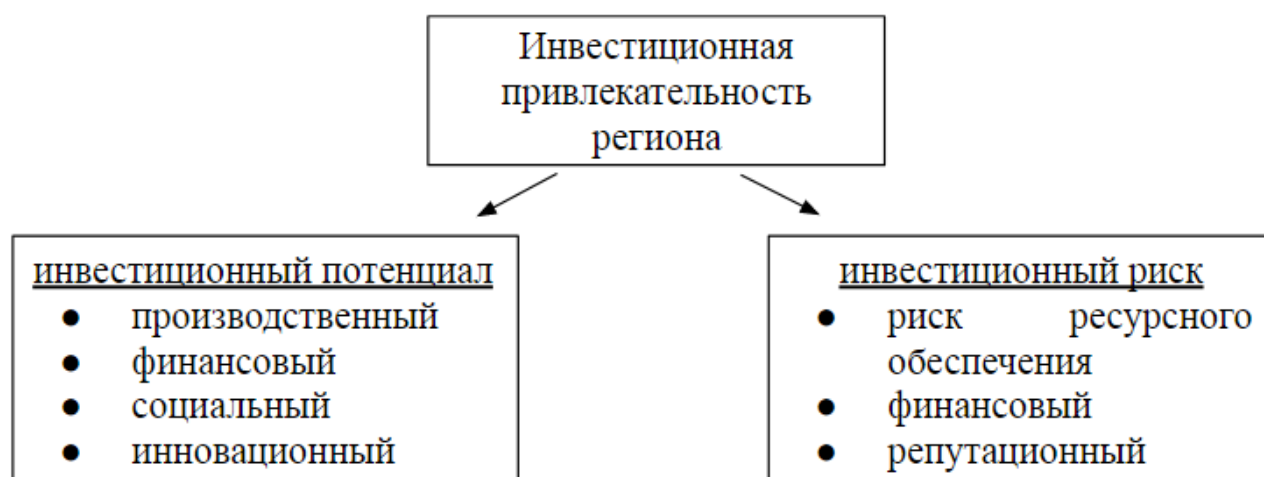 Инвестиционная
привлекательность
региона
инвестиционный потенциал
● производственный
● финансовый
● социальный
● инновационный
инвестиционный риск
● риск ресурсного
обеспечения
● финансовый
● репутационный